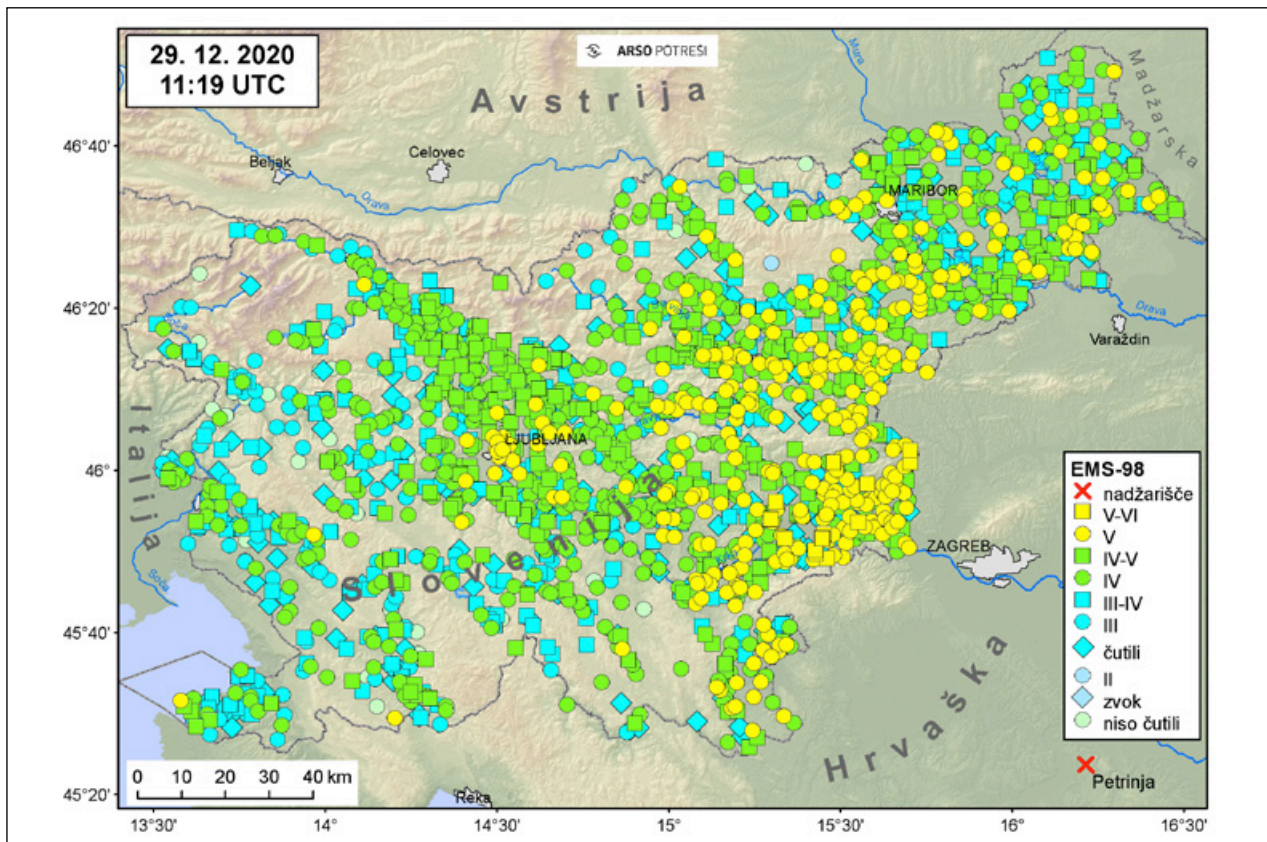 29. 12. 2020
11:19 UTC
ARSO POTRESI
Avstrija
Mura
Madžarska
46°40'
Beljak
Celovec
Drava
MARIBOR
46°20'
Soča
Drava
Varaždin
Italija
LJUBLJANA
46°
Slovenija
Krka
ZAGREB
Soča
45°40'
Hrvaška
EMS-98
nadžarišče
V-VI
V
IV-V
IV
III-IV
III
čutili
II
zvok
niso čutili
0 10 20 30 40 km
Petrinja
45°20'
Reka
13°30'
14°
14°30'
15°
15°30'
16°
16°30'